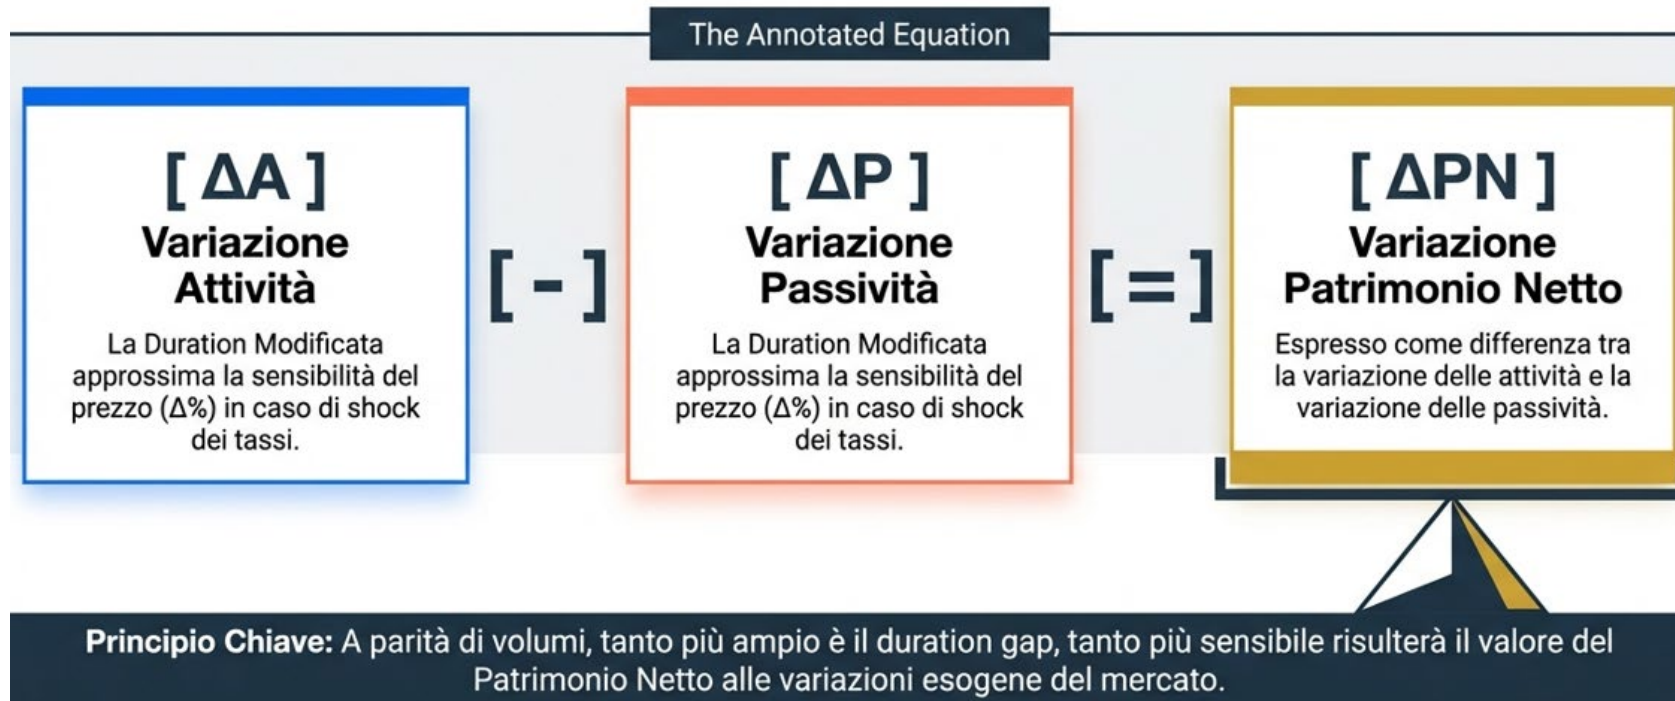 The Annotated Equation
[ ΔA ]
Variazione
Attività
La Duration Modificata
approssima la sensibilità del
prezzo (Δ%) in caso di shock
dei tassi.
[ - ]
[ ΔP ]
Variazione
Passività
La Duration Modificata
approssima la sensibilità del
prezzo (Δ%) in caso di shock
dei tassi.
[ = ]
[ ΔPN ]
Variazione
Patrimonio Netto
Espresso come differenza tra
la variazione delle attività e la
variazione delle passività.
Principio Chiave: A parità di volumi, tanto più ampio è il duration gap, tanto più sensibile risulterà il valore del
Patrimonio Netto alle variazioni esogene del mercato.